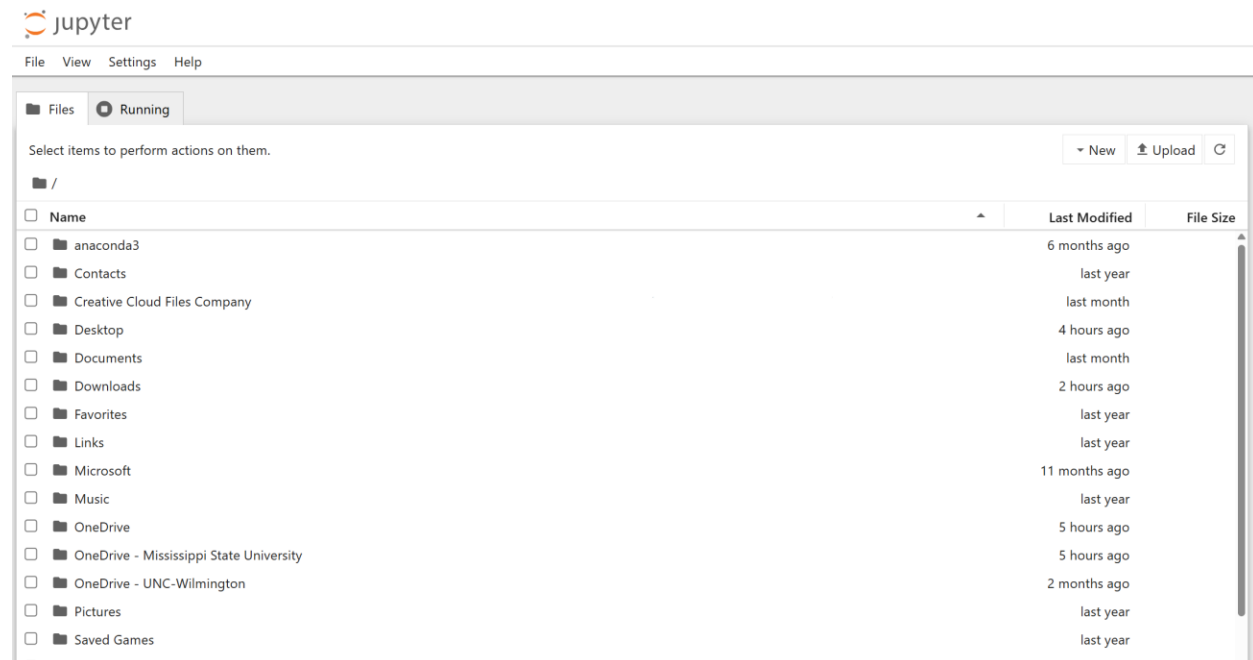 jupyter
File View Settings Help
Files Running
Select items to perform actions on them.
New Upload
/
Name Last Modified File Size
anaconda3 6 months ago
Contacts last year
Creative Cloud Files Company last month
Desktop 4 hours ago
Documents last month
Downloads 2 hours ago
Favorites last year
Links last year
Microsoft 11 months ago
Music last year
OneDrive 5 hours ago
OneDrive - Mississippi State University 5 hours ago
OneDrive - UNC-Wilmington 2 months ago
Pictures last year
Saved Games last year